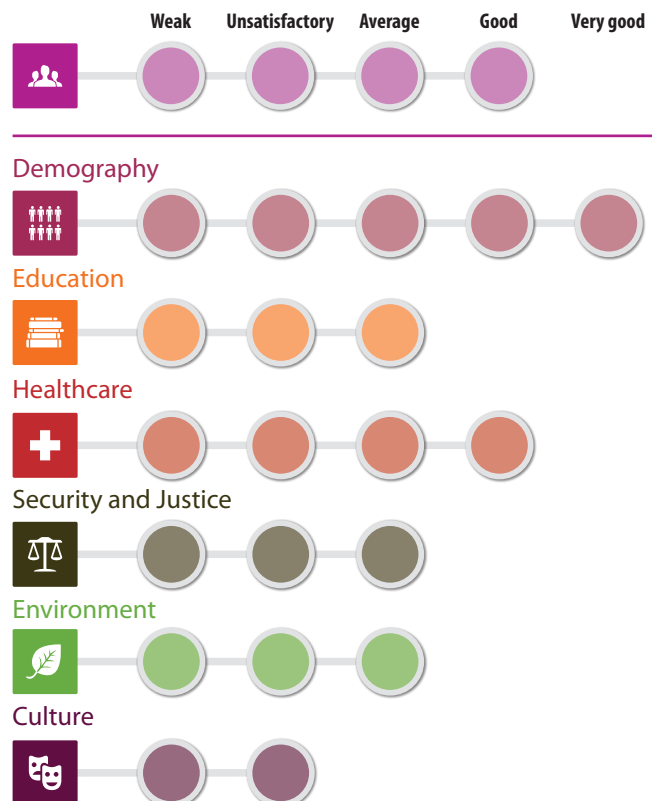 Weak Unsatisfactory Average Good Very good
Demography
Education
Healthcare
Security and Justice
Environment
Culture